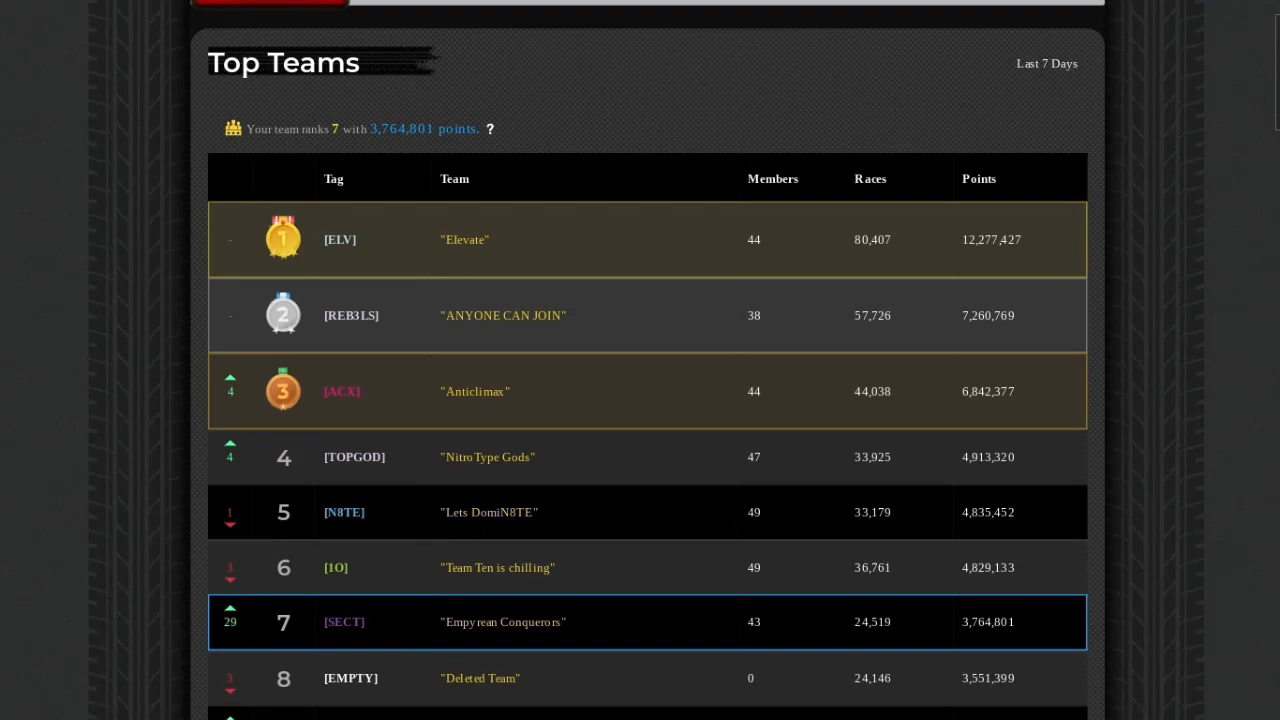 Top Teams
Last 7 Days
Your team ranks 7 with 3,764,801 points. ?
Tag Team Members Races Points
- 1 [ELV] "Elevate" 44 80,407 12,277,427
- 2 [REB3LS] "ANYONE CAN JOIN" 38 57,726 7,260,769
4 3 [ACX] "Anticlimax" 44 44,038 6,842,377
4 4 [TOPGOD] "NitroType Gods" 47 33,925 4,913,320
1 5 [N8TE] "Lets DomiN8TE" 49 33,179 4,835,452
3 6 [1O] "Team Ten is chilling" 49 36,761 4,829,133
29 7 [SECT] "Empyrean Conquerors" 43 24,519 3,764,801
3 8 [EMPTY] "Deleted Team" 0 24,146 3,551,399